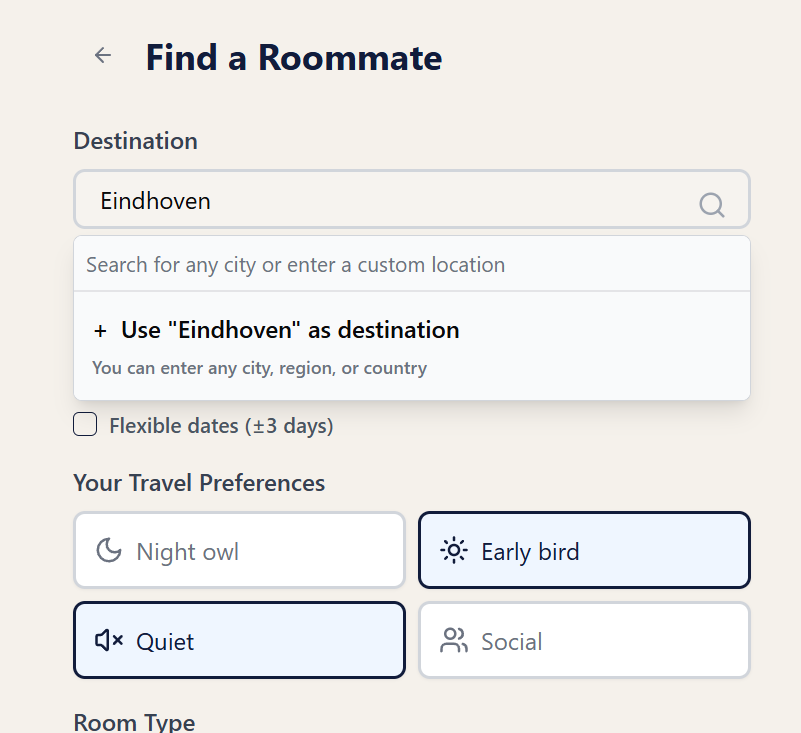 Find a Roommate
Destination
Eindhoven
Search for any city or enter a custom location
+ Use "Eindhoven" as destination
You can enter any city, region, or country
Flexible dates (±3 days)
Your Travel Preferences
Night owl
Early bird
Quiet
Social
Room Type